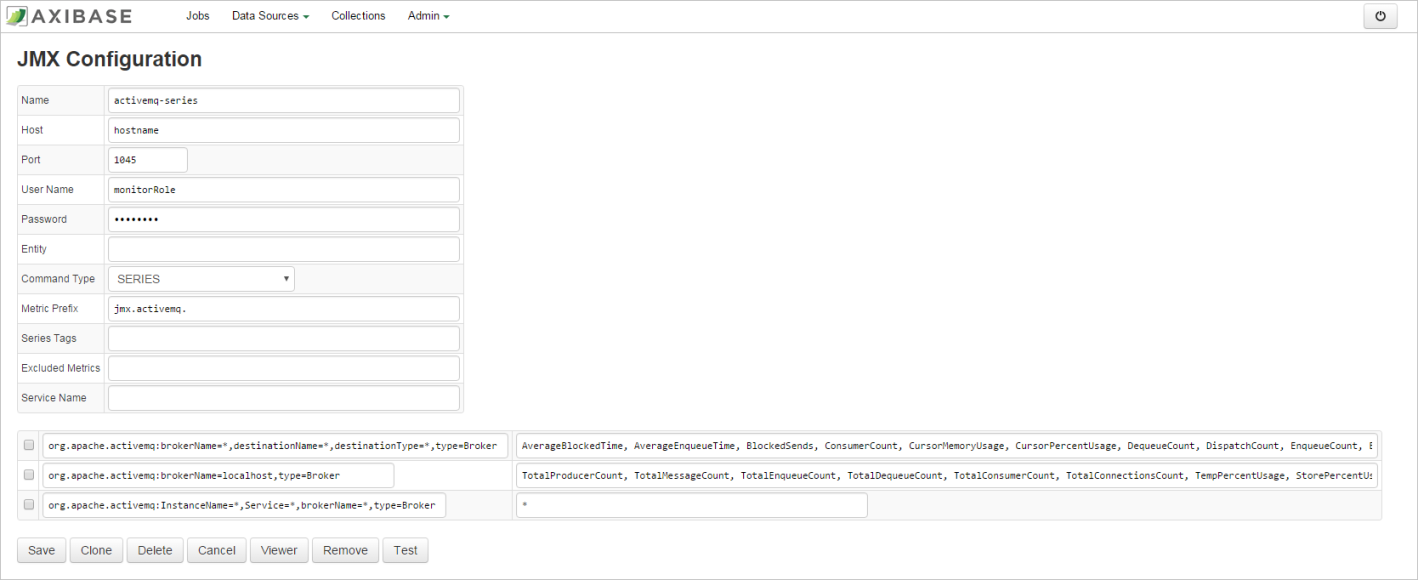 AXIBASE Jobs Data Sources Collections Admin
JMX Configuration
Name activemq-series
Host hostname
Port 1045
User Name monitorRole
Password ••••••••
Entity
Command Type SERIES
Metric Prefix jmx.activemq.
Series Tags
Excluded Metrics
Service Name
org.apache.activemq:brokerName=*,destinationName=*,destinationType=*,type=Broker AverageBlockedTime, AverageEnqueueTime, BlockedSends, ConsumerCount, CursorMemoryUsage, CursorPercentUsage, DequeueCount, DispatchCount, EnqueueCount,
org.apache.activemq:brokerName=localhost,type=Broker TotalProducerCount, TotalMessageCount, TotalEnqueueCount, TotalDequeueCount, TotalConsumerCount, TotalConnectionsCount, TempPercentUsage, StorePercentUs
org.apache.activemq:InstanceName=*,Service=*,brokerName=*,type=Broker *
Save Clone Delete Cancel Viewer Remove Test